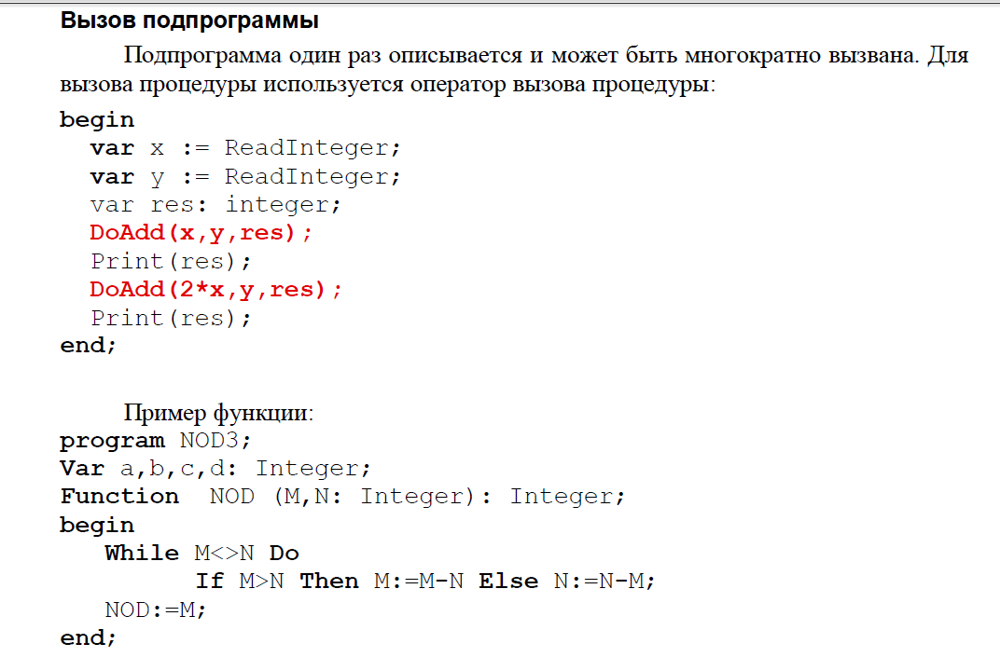 Вызов подпрограммы
Подпрограмма один раз описывается и может быть многократно вызвана. Для
вызова процедуры используется оператор вызова процедуры:
begin
var x := ReadInteger;
var y := ReadInteger;
var res: integer;
DoAdd(x,y,res);
Print(res);
DoAdd(2*x,y,res);
Print(res);
end;
Пример функции:
program NOD3;
Var a,b,c,d: Integer;
Function NOD (M,N: Integer): Integer;
begin
While M<>N Do
If M>N Then M:=M-N Else N:=N-M;
NOD:=M;
end;